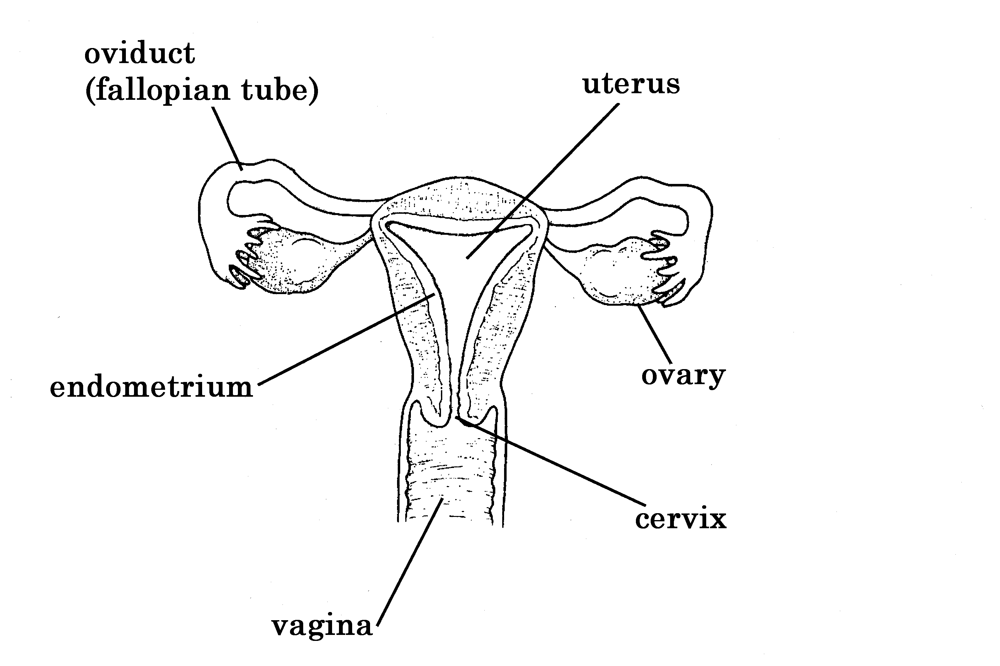 oviduct
(fallopian tube)
uterus
endometrium
ovary
cervix
vagina